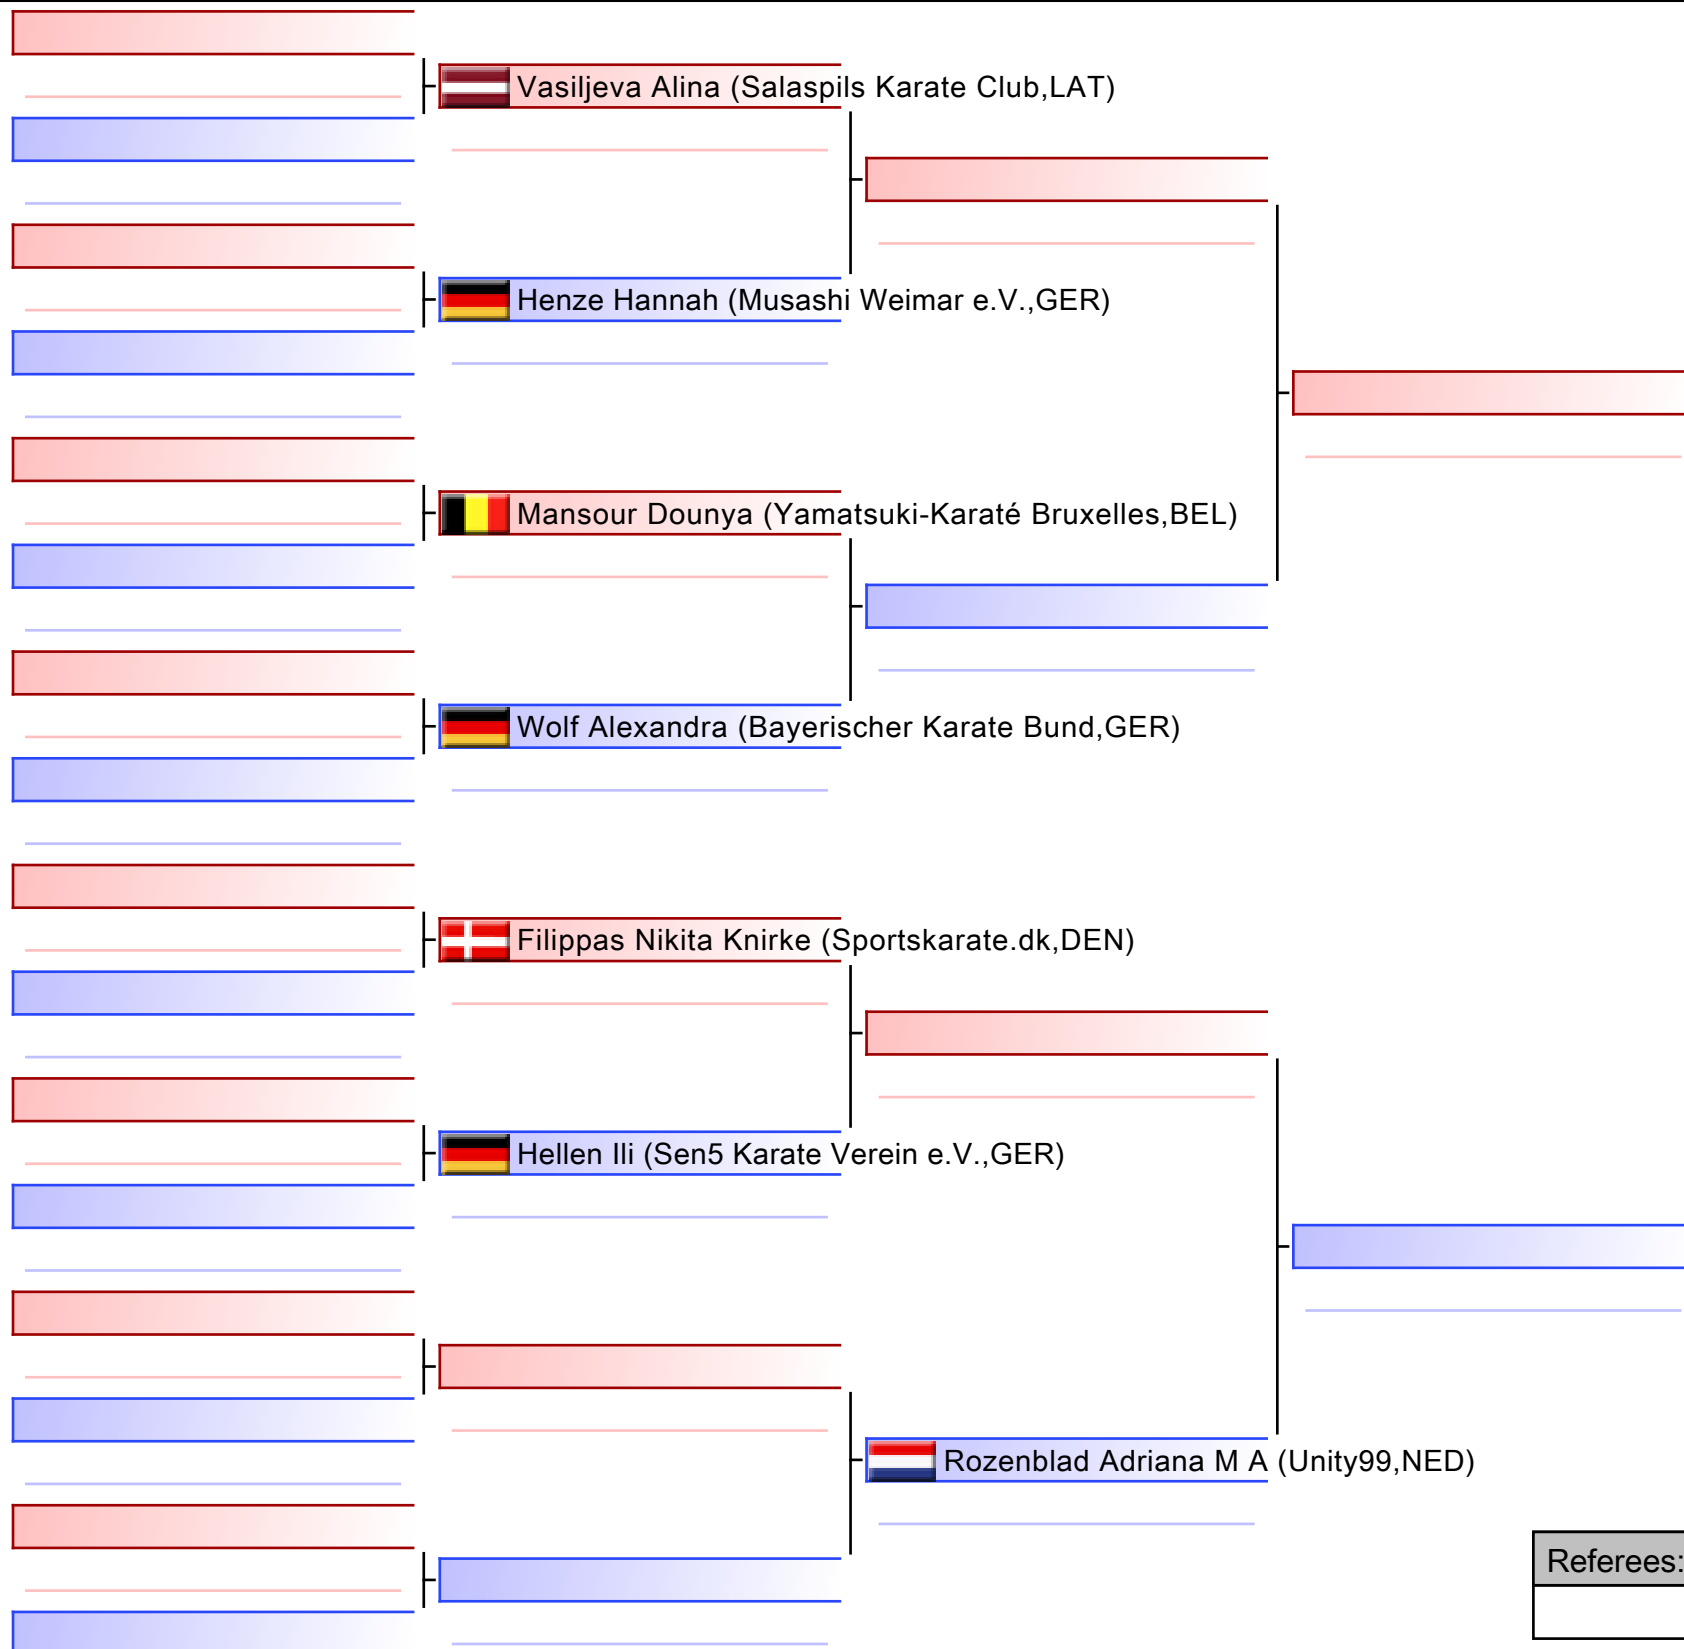 Vasiljeva Alina (Salaspils Karate Club,LAT)
Henze Hannah (Musashi Weimar e.V.,GER)
Mansour Dounya (Yamatsuki-Karaté Bruxelles,BEL)
Wolf Alexandra (Bayerischer Karate Bund,GER)
Filippas Nikita Knirke (Sportskarate.dk,DEN)
Hellen Ili (Sen5 Karate Verein e.V.,GER)
Rozenblad Adriana M A (Unity99,NED)
Referees: